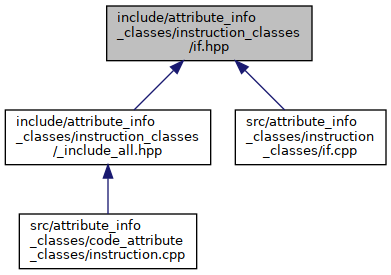 include/attribute_info
_classes/instruction_classes
/if.hpp
include/attribute_info
_classes/instruction_classes
/_include_all.hpp
src/attribute_info
_classes/instruction
_classes/if.cpp
src/attribute_info
_classes/code_attribute
_classes/instruction.cpp